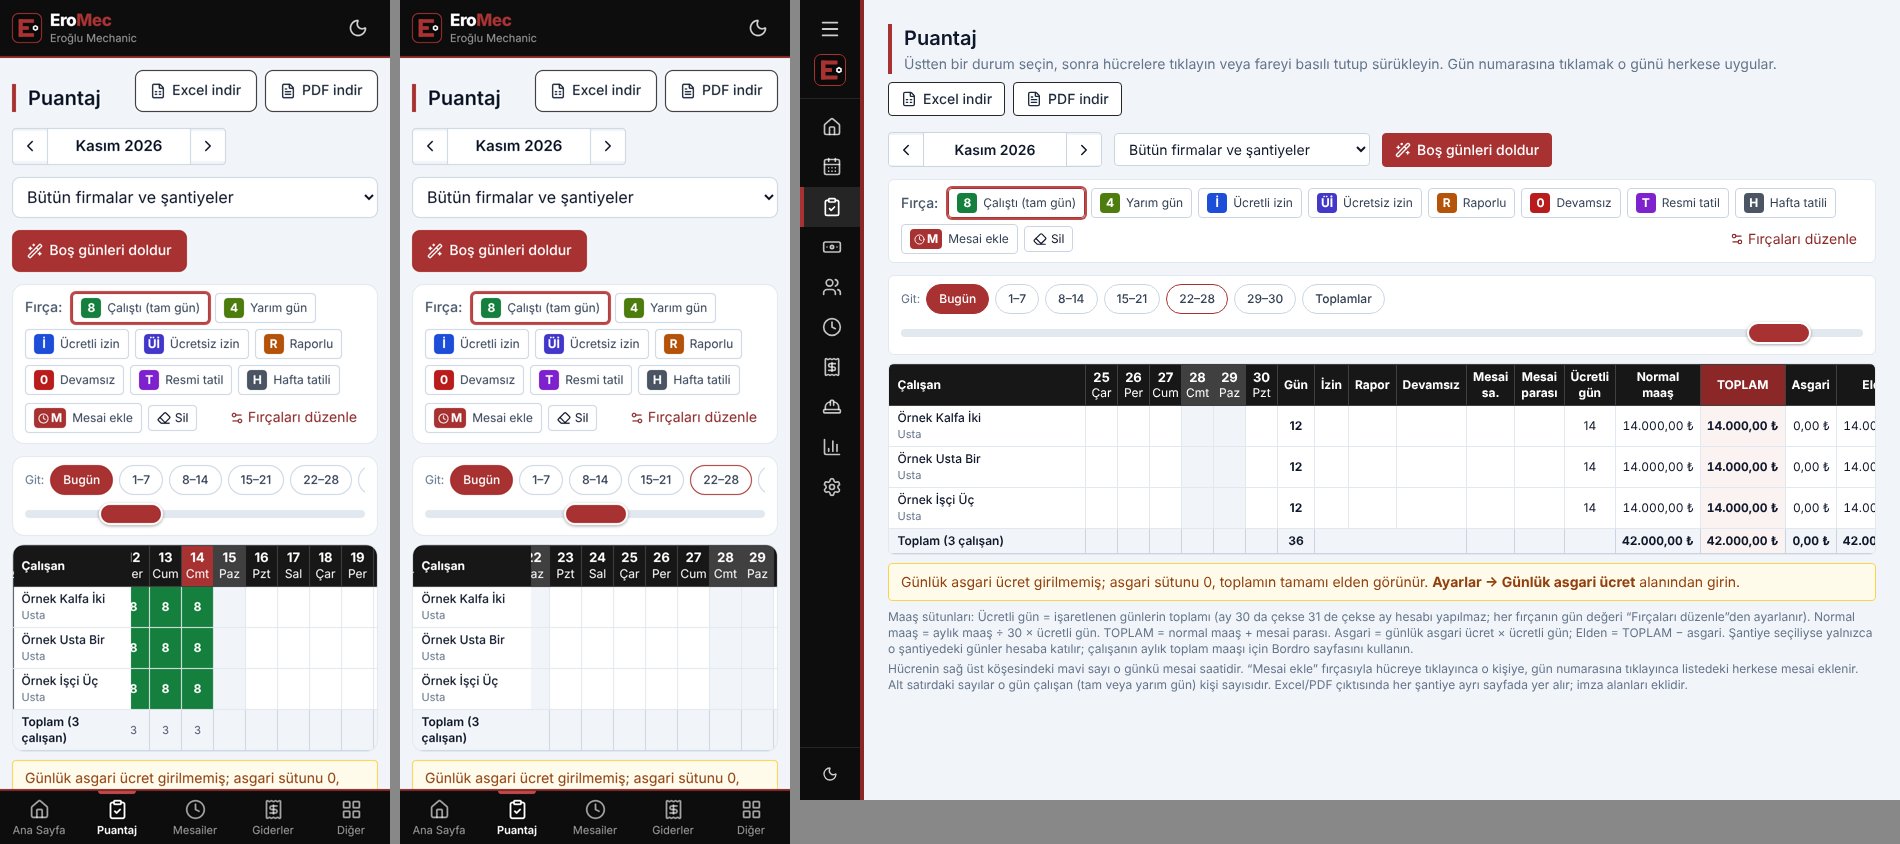 EroMec
Eroğlu Mechanic
Puantaj
Excel indir
PDF indir
Kasım 2026
Bütün firmalar ve şantiyeler
Boş günleri doldur
Fırça: 8 Çalıştı (tam gün) 4 Yarım gün
İ Ücretli izin Üİ Ücretsiz izin R Raporlu
0 Devamsız T Resmi tatil H Hafta tatili
M Mesai ekle Sil Fırçaları düzenle
Git: Bugün 1–7 8–14 15–21 22–28
Çalışan 13 Cum 14 Cmt 15 Paz 16 Pzt 17 Sal 18 Çar 19 Per
Örnek Kalfa İki 8 8 8
Usta
Örnek Usta Bir 8 8 8
Usta
Örnek İşçi Üç 8 8 8
Usta
Toplam (3 çalışan) 3 3 3
Günlük asgari ücret girilmemiş; asgari sütunu 0,
Ana Sayfa Puantaj Mesailer Giderler Diğer
EroMec
Eroğlu Mechanic
Puantaj
Excel indir
PDF indir
Kasım 2026
Bütün firmalar ve şantiyeler
Boş günleri doldur
Fırça: 8 Çalıştı (tam gün) 4 Yarım gün
İ Ücretli izin Üİ Ücretsiz izin R Raporlu
0 Devamsız T Resmi tatil H Hafta tatili
M Mesai ekle Sil Fırçaları düzenle
Git: Bugün 1–7 8–14 15–21 22–28
Çalışan 23 Pzt 24 Sal 25 Çar 26 Per 27 Cum 28 Cmt 29 Paz
Örnek Kalfa İki
Usta
Örnek Usta Bir
Usta
Örnek İşçi Üç
Usta
Toplam (3 çalışan)
Günlük asgari ücret girilmemiş; asgari sütunu 0,
Ana Sayfa Puantaj Mesailer Giderler Diğer
Puantaj
Üstten bir durum seçin, sonra hücrelere tıklayın veya fareyi basılı tutup sürükleyin. Gün numarasına tıklamak o günü herkese uygular.
Excel indir
PDF indir
Kasım 2026
Bütün firmalar ve şantiyeler
Boş günleri doldur
Fırça: 8 Çalıştı (tam gün) 4 Yarım gün İ Ücretli izin Üİ Ücretsiz izin R Raporlu 0 Devamsız T Resmi tatil H Hafta tatili
M Mesai ekle Sil Fırçaları düzenle
Git: Bugün 1–7 8–14 15–21 22–28 29–30 Toplamlar
Çalışan 25 Çar 26 Per 27 Cum 28 Cmt 29 Paz 30 Pzt Gün İzin Rapor Devamsız Mesai sa. Mesai parası Ücretli gün Normal maaş TOPLAM Asgari
Örnek Kalfa İki 12 14 14.000,00 ₺ 14.000,00 ₺ 0,00 ₺ 14.00
Usta
Örnek Usta Bir 12 14 14.000,00 ₺ 14.000,00 ₺ 0,00 ₺ 14.00
Usta
Örnek İşçi Üç 12 14 14.000,00 ₺ 14.000,00 ₺ 0,00 ₺ 14.00
Usta
Toplam (3 çalışan) 36 42.000,00 ₺ 42.000,00 ₺ 0,00 ₺ 42.00
Günlük asgari ücret girilmemiş; asgari sütunu 0, toplamın tamamı elden görünür. Ayarlar → Günlük asgari ücret alanından girin.
Maaş sütunları: Ücretli gün = işaretlenen günlerin toplamı (ay 30 da çekse 31 de çekse ay hesabı yapılmaz; her fırçanın gün değeri “Fırçaları düzenle”den ayarlanır). Normal
maaş = aylık maaş ÷ 30 × ücretli gün. TOPLAM = normal maaş + mesai parası. Asgari = günlük asgari ücret × ücretli gün; Elden = TOPLAM − asgari. Şantiye seçiliyse yalnızca
o şantiyedeki günler hesaba katılır; çalışanın aylık toplam maaşı için Bordro sayfasını kullanın.
Hücrenin sağ üst köşesindeki mavi sayı o günkü mesai saatidir. “Mesai ekle” fırçasıyla hücreye tıklayınca o kişiye, gün numarasına tıklayınca listedeki herkese mesai eklenir.
Alt satırdaki sayılar o gün çalışan (tam veya yarım gün) kişi sayısıdır. Excel/PDF çıktısında her şantiye ayrı sayfada yer alır; imza alanları eklidir.